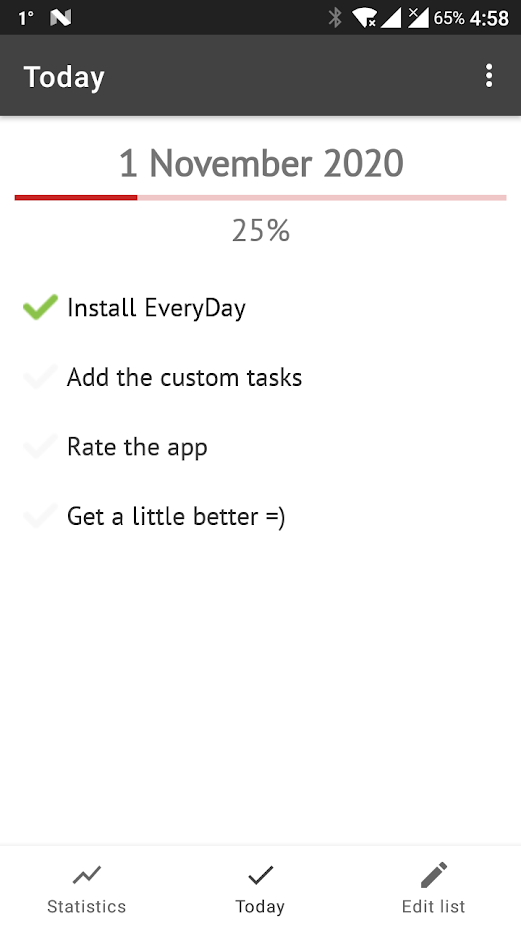 1° 65% 4:58
Today
1 November 2020
25%
Install EveryDay
Add the custom tasks
Rate the app
Get a little better =)
Statistics Today Edit list